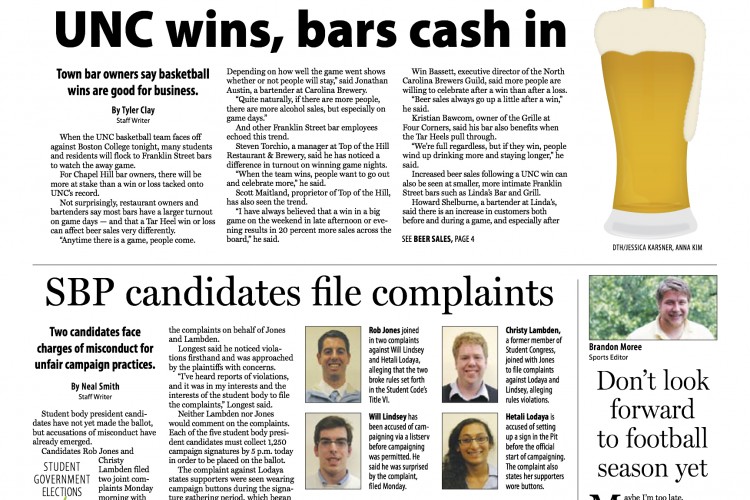 UNC wins, bars cash in
Town bar owners say basketball
wins are good for business.
By Tyler Clay
Staff Writer
When the UNC basketball team faces off
against Boston College tonight, many students
and residents will flock to Franklin Street bars
to watch the away game.
For Chapel Hill bar owners, there will be
more at stake than a win or loss tacked onto
UNC’s record.
Not surprisingly, restaurant owners and
bartenders say most bars have a larger turnout
on game days — and that a Tar Heel win or loss
can affect beer sales very differently.
“Anytime there is a game, people come.
Depending on how well the game went shows
whether or not people will stay,” said Jonathan
Austin, a bartender at Carolina Brewery.
“Quite naturally, if there are more people,
there are more alcohol sales, but especially on
game days.”
And other Franklin Street bar employees
echoed this trend.
Steven Torchio, a manager at Top of the Hill
Restaurant & Brewery, said he has noticed a
difference in turnout on winning game nights.
“When the team wins, people want to go out
and celebrate more,” he said.
Scott Maitland, proprietor of Top of the Hill,
has also seen the trend.
“I have always believed that a win in a big
game on the weekend in late afternoon or eve-
ning results in 20 percent more sales across the
board,” he said.
Win Bassett, executive director of the North
Carolina Brewers Guild, said more people are
willing to celebrate after a win than after a loss.
“Beer sales always go up a little after a win,”
he said.
Kristian Bawcom, owner of the Grille at
Four Corners, said his bar also benefits when
the Tar Heels pull through.
“We’re full regardless, but if they win, people
wind up drinking more and staying longer,” he
said.
Increased beer sales following a UNC win can
also be seen at smaller, more intimate Franklin
Street bars such as Linda’s Bar and Grill.
Howard Shelburne, a bartender at Linda’s,
said there is an increase in customers both
before and during a game, and especially after
SEE BEER SALES, PAGE 4
DTH/JESSICA KARSNER, ANNA KIM
SBP candidates file complaints
Two candidates face
charges of misconduct for
unfair campaign practices.
By Neal Smith
Staff Writer
Student body president candi-
dates have not yet made the ballot,
but accusations of misconduct have
already emerged.
Candidates Rob Jones and
Christy
Lambden filed
two joint com-
plaints Monday
morning with
STUDENT
GOVERNMENT
ELECTIONS
the complaints on behalf of Jones
and Lambden.
Longest said he noticed viola-
tions firsthand and was approached
by the plaintiffs with concerns.
“I’ve heard reports of violations,
and it was in my interests and the
interests of the student body to file
the complaints,” Longest said.
Neither Lambden nor Jones
would comment on the complaints.
Each of the five student body presi-
dent candidates must collect 1,250
campaign signatures by 5 p.m. today
in order to be placed on the ballot.
The complaint against Lodaya
states supporters were seen wearing
campaign buttons during the signa-
ture gathering period, which began
Rob Jones joined
in two complaints
against Will Lindsey
and Hetali Lodaya,
alleging that the two
broke rules set forth
in the Student Code’s
Title VI.
Christy Lambden,
a former member of
Student Congress,
joined with Jones
to file complaints
against Lodaya and
Lindsey, alleging
rules violations.
Will Lindsey has
been accused of cam-
paigning via a listserv
before campaigning
was permitted. He
said he was surprised
by the complaint,
filed Monday.
Hetali Lodaya is
accused of setting
up a sign in the Pit
before the official
start of campaigning.
The complaint also
states her supporters
wore buttons.
Brandon Moree
Sports Editor
Don’t look
forward
to football
season yet
Maybe I’m too late.